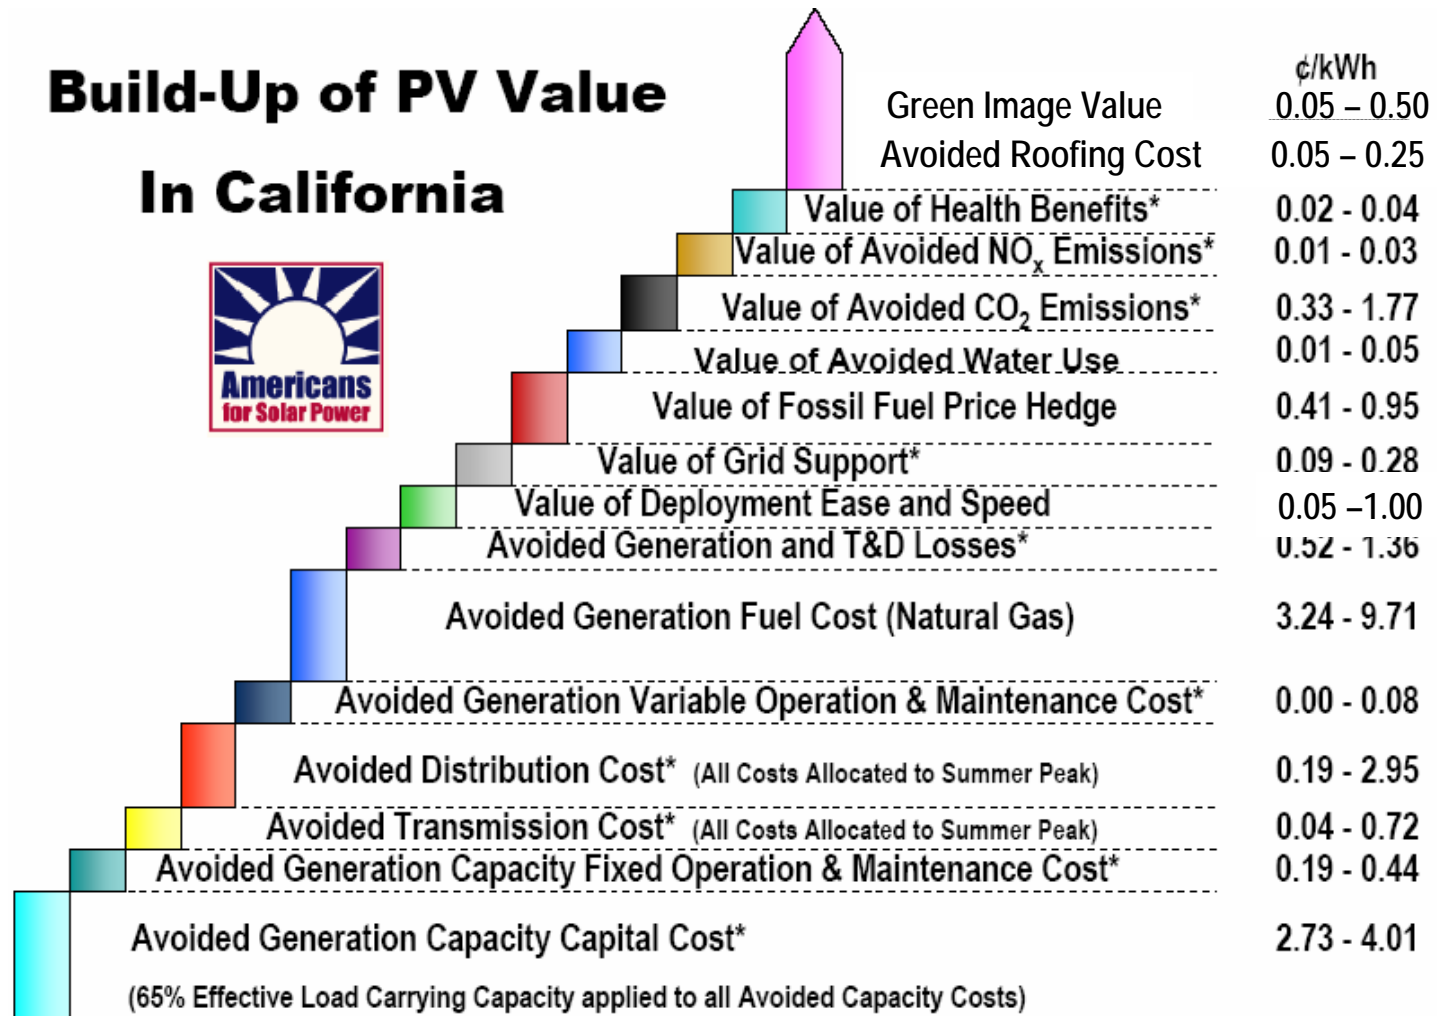 Build-Up of PV Value
In California
Americans
for Solar Power
¢/kWh
Green Image Value 0.05 – 0.50
Avoided Roofing Cost 0.05 – 0.25
Value of Health Benefits* 0.02 - 0.04
Value of Avoided NOx Emissions* 0.01 - 0.03
Value of Avoided CO2 Emissions* 0.33 - 1.77
Value of Avoided Water Use 0.01 - 0.05
Value of Fossil Fuel Price Hedge 0.41 - 0.95
Value of Grid Support* 0.09 - 0.28
Value of Deployment Ease and Speed 0.05 –1.00
Avoided Generation and T&D Losses* 0.52 - 1.36
Avoided Generation Fuel Cost (Natural Gas) 3.24 - 9.71
Avoided Generation Variable Operation & Maintenance Cost* 0.00 - 0.08
Avoided Distribution Cost* (All Costs Allocated to Summer Peak) 0.19 - 2.95
Avoided Transmission Cost* (All Costs Allocated to Summer Peak) 0.04 - 0.72
Avoided Generation Capacity Fixed Operation & Maintenance Cost* 0.19 - 0.44
Avoided Generation Capacity Capital Cost* 2.73 - 4.01
(65% Effective Load Carrying Capacity applied to all Avoided Capacity Costs)